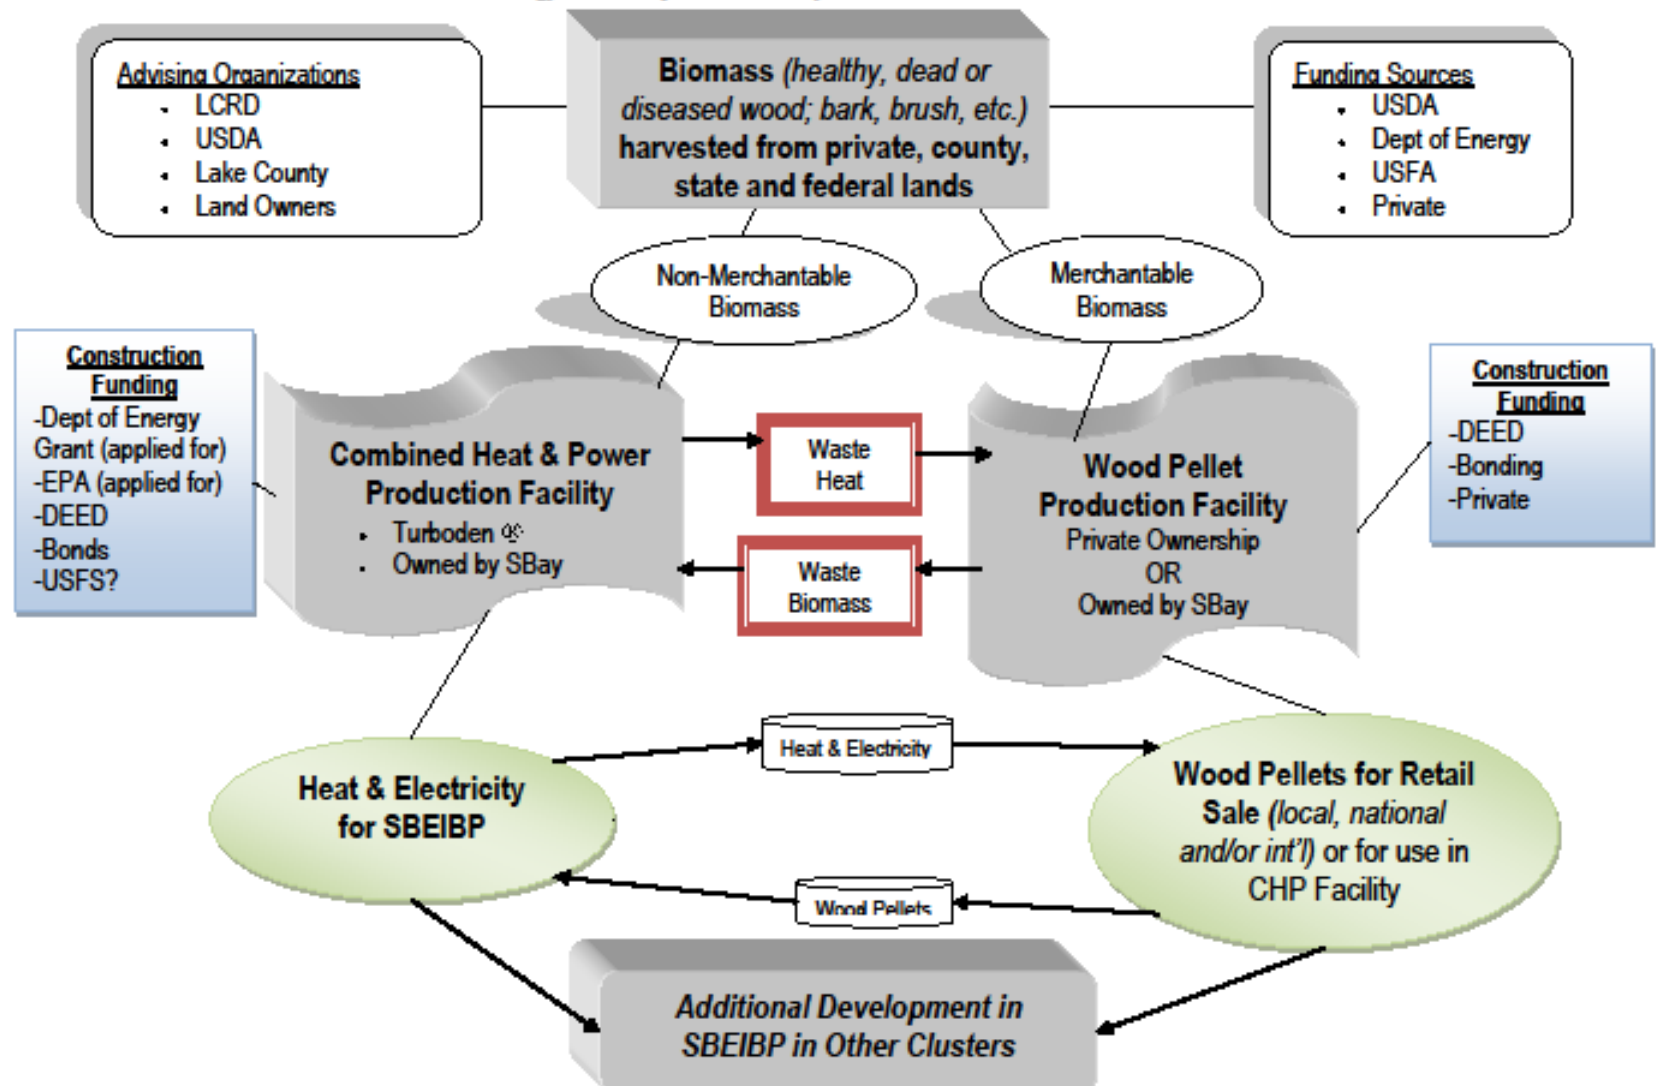 Advising Organizations
• LCRD
• USDA
• Lake County
• Land Owners
Biomass (healthy, dead or
diseased wood; bark, brush, etc.)
harvested from private, county,
state and federal lands
Funding Sources
• USDA
• Dept of Energy
• USFA
• Private
Non-Merchantable
Biomass
Merchantable
Biomass
Construction
Funding
-Dept of Energy
Grant (applied for)
-EPA (applied for)
-DEED
-Bonds
-USFS?
Combined Heat & Power
Production Facility
• Turboden ®
• Owned by SBay
Waste
Heat
Waste
Biomass
Wood Pellet
Production Facility
Private Ownership
OR
Owned by SBay
Construction
Funding
-DEED
-Bonding
-Private
Heat & Electricity
Heat & Electricity
for SBEIBP
Wood Pellets for Retail
Sale (local, national
and/or int'l) or for use in
CHP Facility
Wood Pellets
Additional Development in
SBEIBP in Other Clusters